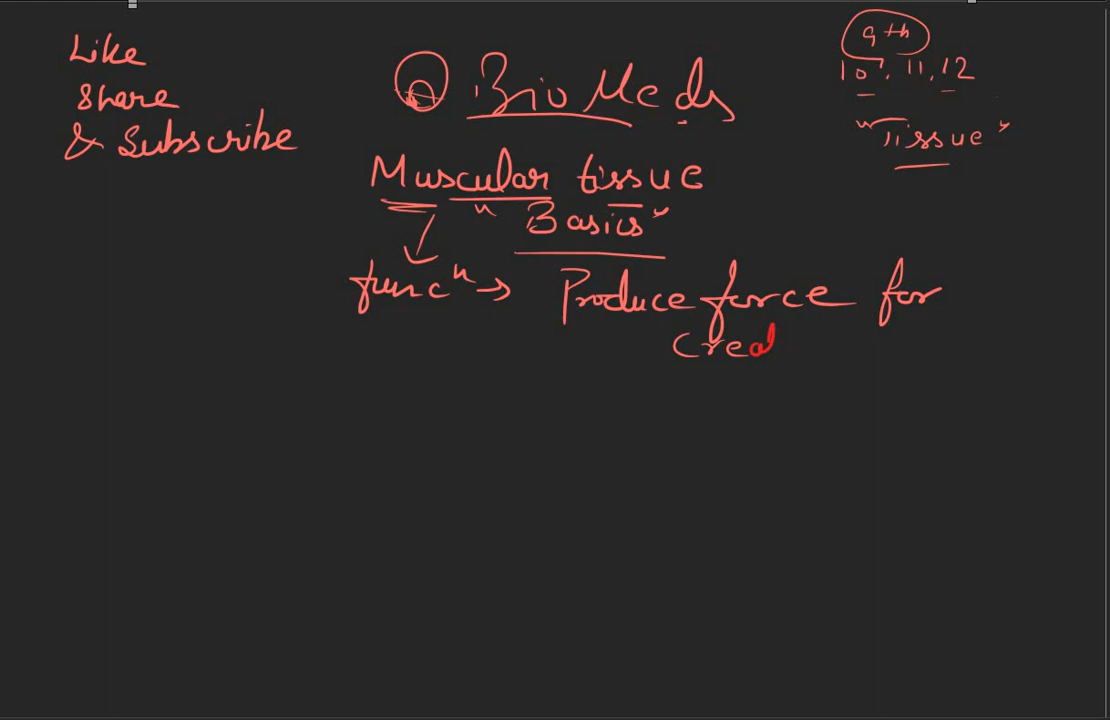 Like
Share
& Subscribe
@ BioMeds
Muscular tissue
"Basics"
funcⁿ → Produce force for
crea
9th
10, 11, 12
"Tissue"